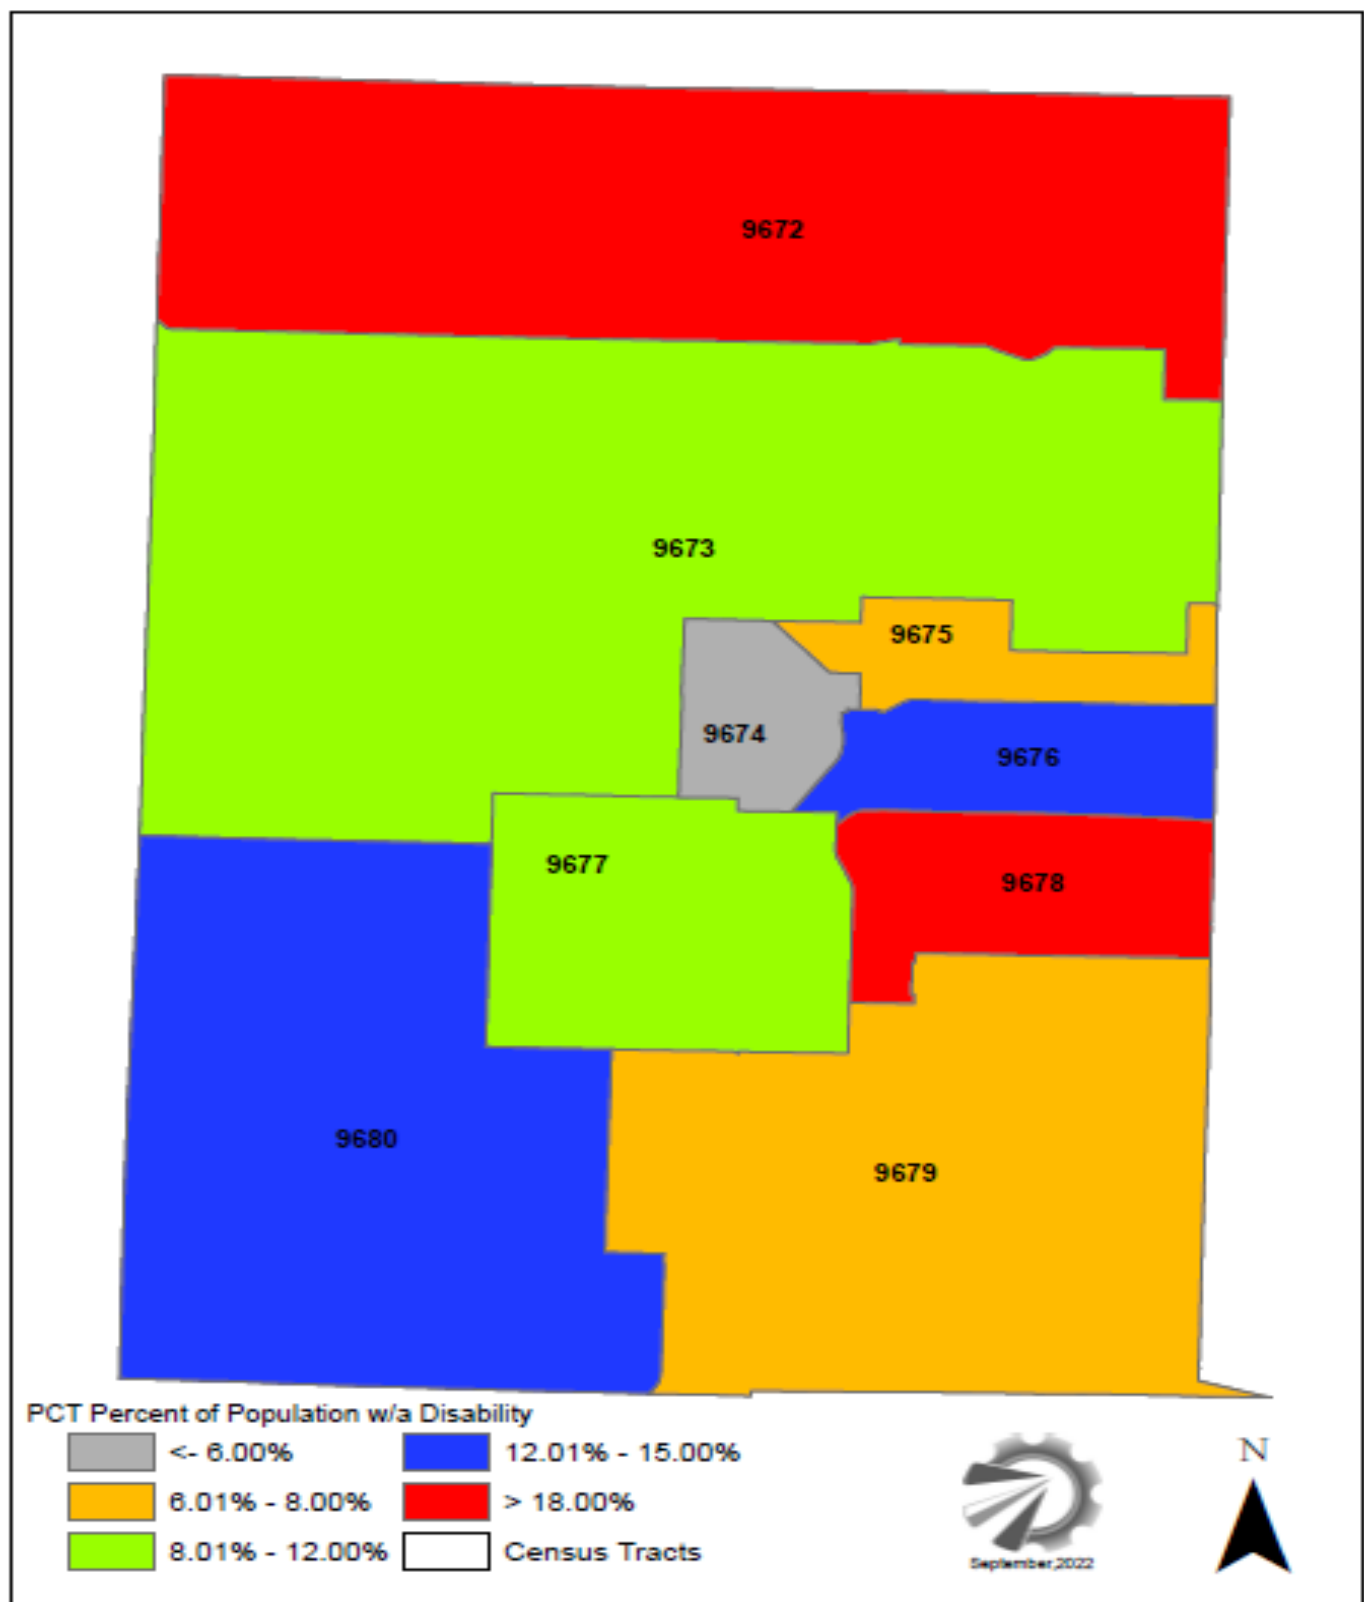 9672
9673
9675
9674
9676
9677
9678
9680
9679
PCT Percent of Population w/a Disability
<- 6.00%
12.01% - 15.00%
6.01% - 8.00%
> 18.00%
8.01% - 12.00%
Census Tracts
September,2022
N